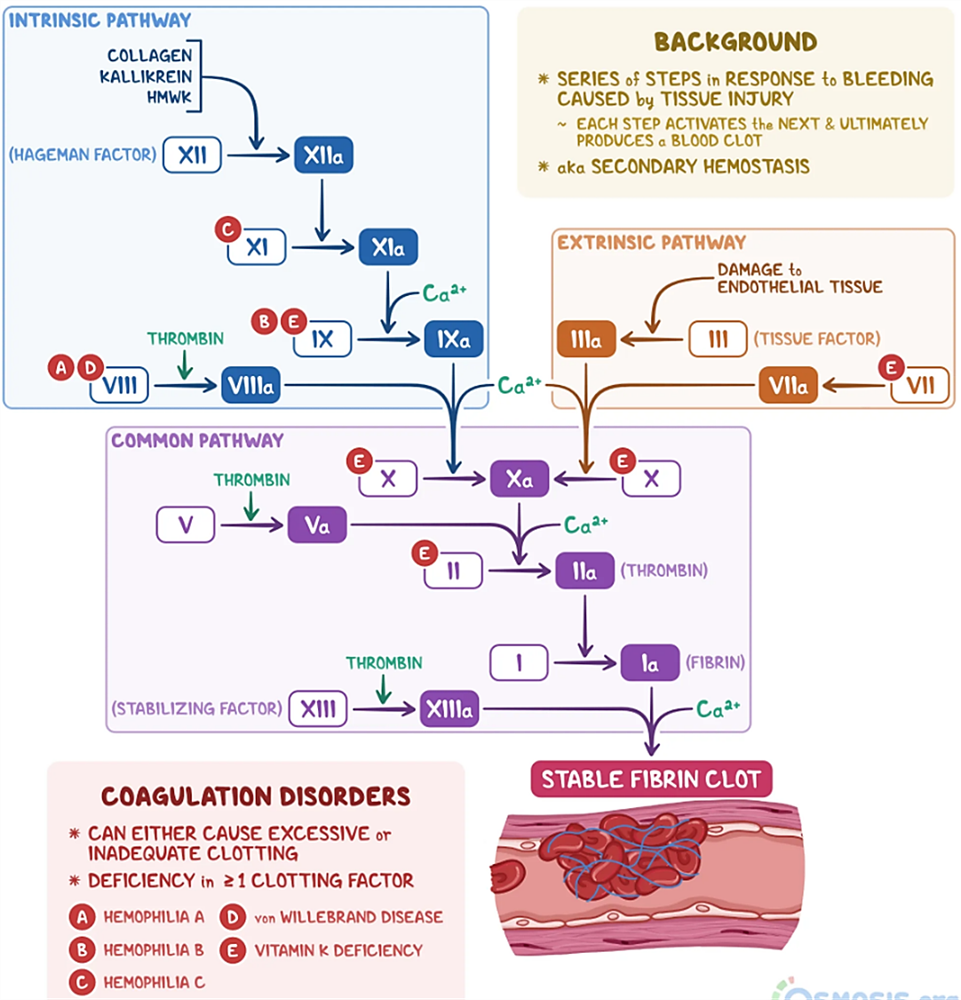 INTRINSIC PATHWAY
COLLAGEN
KALLIKREIN
HMWK
(HAGEMAN FACTOR) XII XIIa
C
XI XIa
Ca²⁺
B E
IX IXa
THROMBIN
A D
VIII VIIIa
Ca²⁺
BACKGROUND
* SERIES of STEPS in RESPONSE to BLEEDING
CAUSED by TISSUE INJURY
~ EACH STEP ACTIVATES the NEXT & ULTIMATELY
PRODUCES a BLOOD CLOT
* aka SECONDARY HEMOSTASIS
EXTRINSIC PATHWAY
DAMAGE to
ENDOTHELIAL TISSUE
IIIa III (TISSUE FACTOR)
E
VIIa VII
COMMON PATHWAY
E E
X Xa X
THROMBIN
V Va Ca²⁺
E
II IIa (THROMBIN)
I Ia (FIBRIN)
THROMBIN
(STABILIZING FACTOR) XIII XIIIa Ca²⁺
STABLE FIBRIN CLOT
COAGULATION DISORDERS
* CAN EITHER CAUSE EXCESSIVE or
INADEQUATE CLOTTING
* DEFICIENCY in ≥1 CLOTTING FACTOR
A HEMOPHILIA A D von WILLEBRAND DISEASE
B HEMOPHILIA B E VITAMIN K DEFICIENCY
C HEMOPHILIA C
OSMOSIS.org